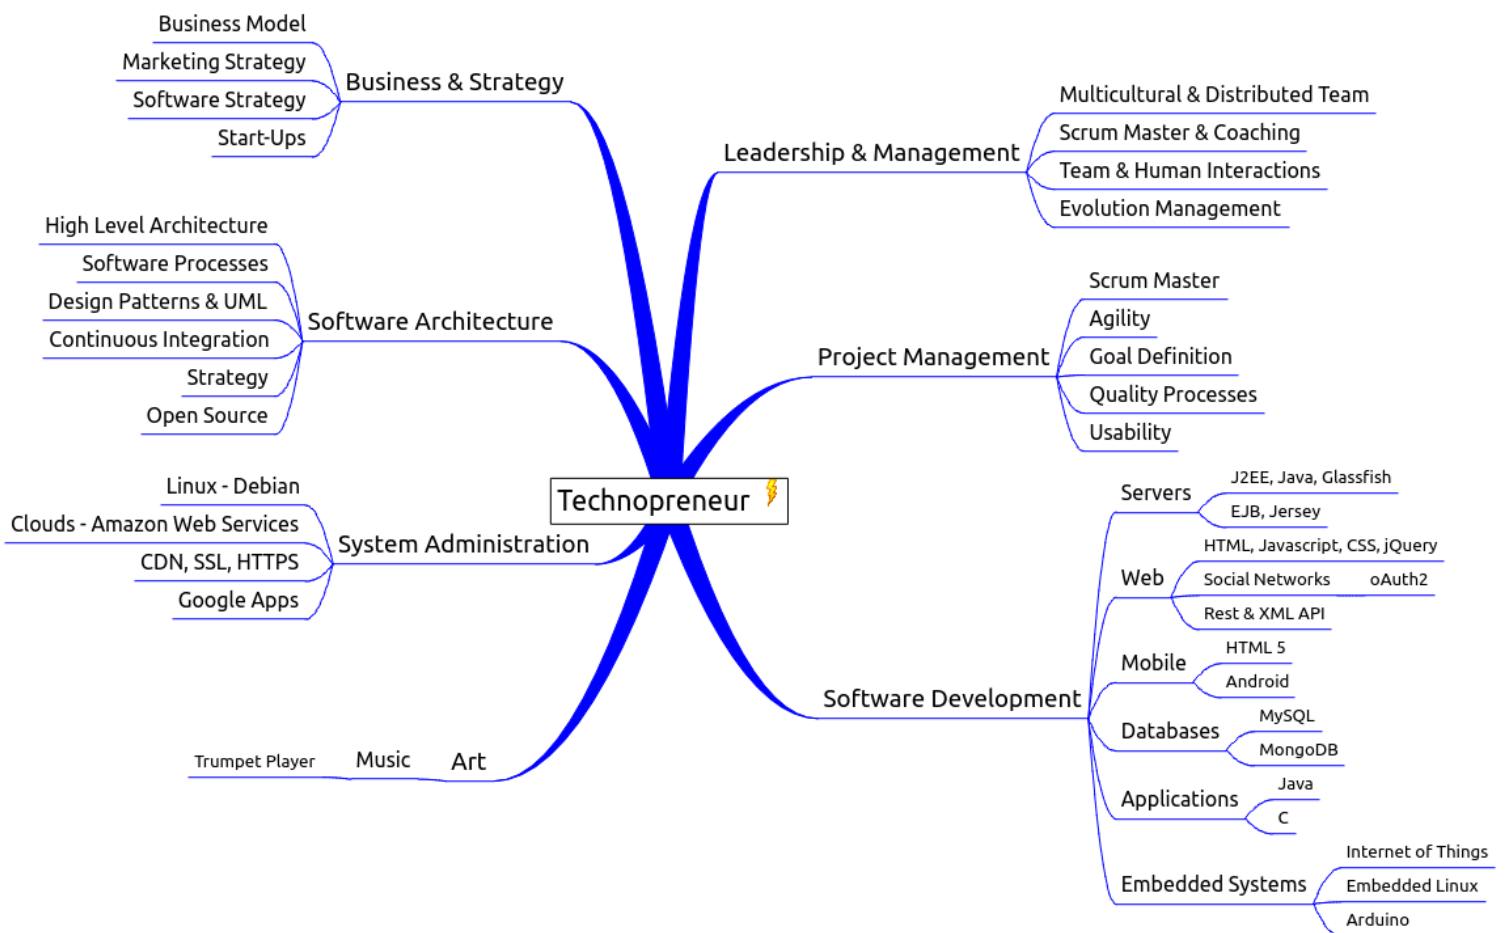 Technopreneur
Business & Strategy
Business Model
Marketing Strategy
Software Strategy
Start-Ups
Software Architecture
High Level Architecture
Software Processes
Design Patterns & UML
Continuous Integration
Strategy
Open Source
System Administration
Linux - Debian
Clouds - Amazon Web Services
CDN, SSL, HTTPS
Google Apps
Art
Music
Trumpet Player
Leadership & Management
Multicultural & Distributed Team
Scrum Master & Coaching
Team & Human Interactions
Evolution Management
Project Management
Scrum Master
Agility
Goal Definition
Quality Processes
Usability
Software Development
Servers
J2EE, Java, Glassfish
EJB, Jersey
Web
HTML, Javascript, CSS, jQuery
Social Networks
oAuth2
Rest & XML API
Mobile
HTML 5
Android
Databases
MySQL
MongoDB
Applications
Java
C
Embedded Systems
Internet of Things
Embedded Linux
Arduino